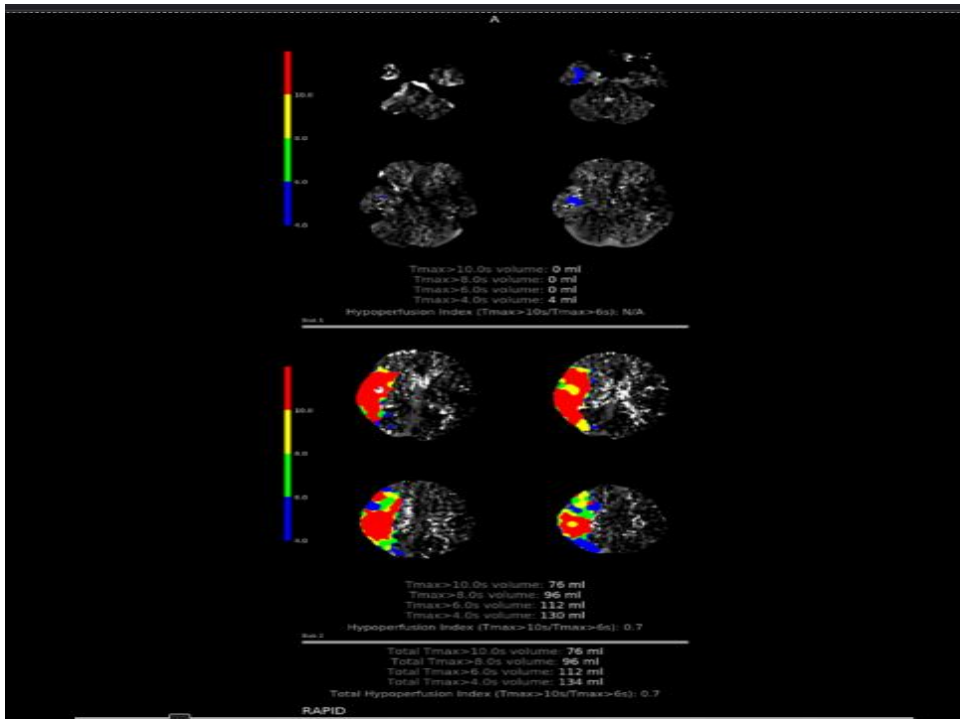 A
10.0
8.0
6.0
4.0
Tmax>10.0s volume: 0 ml
Tmax>8.0s volume: 0 ml
Tmax>6.0s volume: 0 ml
Tmax>4.0s volume: 4 ml
Hypoperfusion Index (Tmax>10s/Tmax>6s): N/A
10.0
8.0
6.0
4.0
Tmax>10.0s volume: 76 ml
Tmax>8.0s volume: 96 ml
Tmax>6.0s volume: 112 ml
Tmax>4.0s volume: 130 ml
Hypoperfusion Index (Tmax>10s/Tmax>6s): 0.7
Total Tmax>10.0s volume: 76 ml
Total Tmax>8.0s volume: 96 ml
Total Tmax>6.0s volume: 112 ml
Total Tmax>4.0s volume: 134 ml
Total Hypoperfusion Index (Tmax>10s/Tmax>6s): 0.7
RAPID